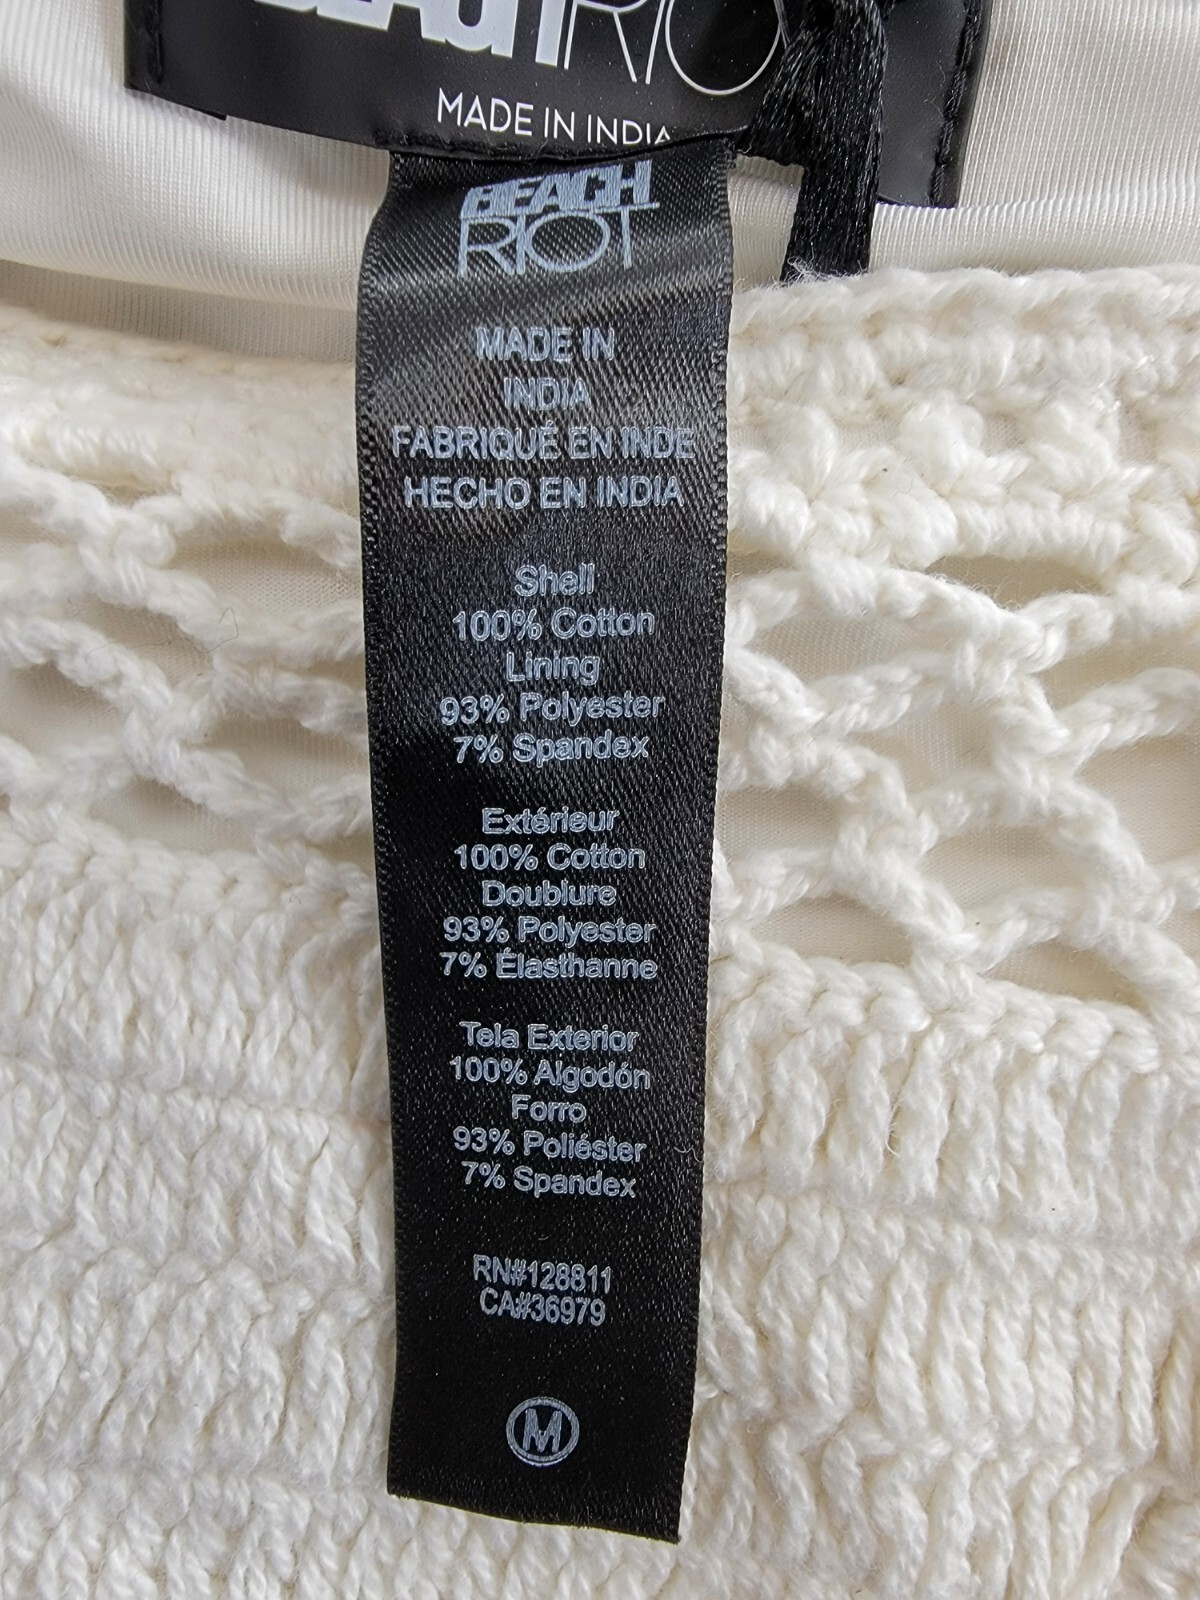 BEACH RIO
MADE IN INDIA
BEACH
RIOT
MADE IN
INDIA
FABRIQUÉ EN INDE
HECHO EN INDIA
Shell
100% Cotton
Lining
93% Polyester
7% Spandex
Extérieur
100% Cotton
Doublure
93% Polyester
7% Élasthanne
Tela Exterior
100% Algodón
Forro
93% Poliéster
7% Spandex
RN#128811
CA#36979
M